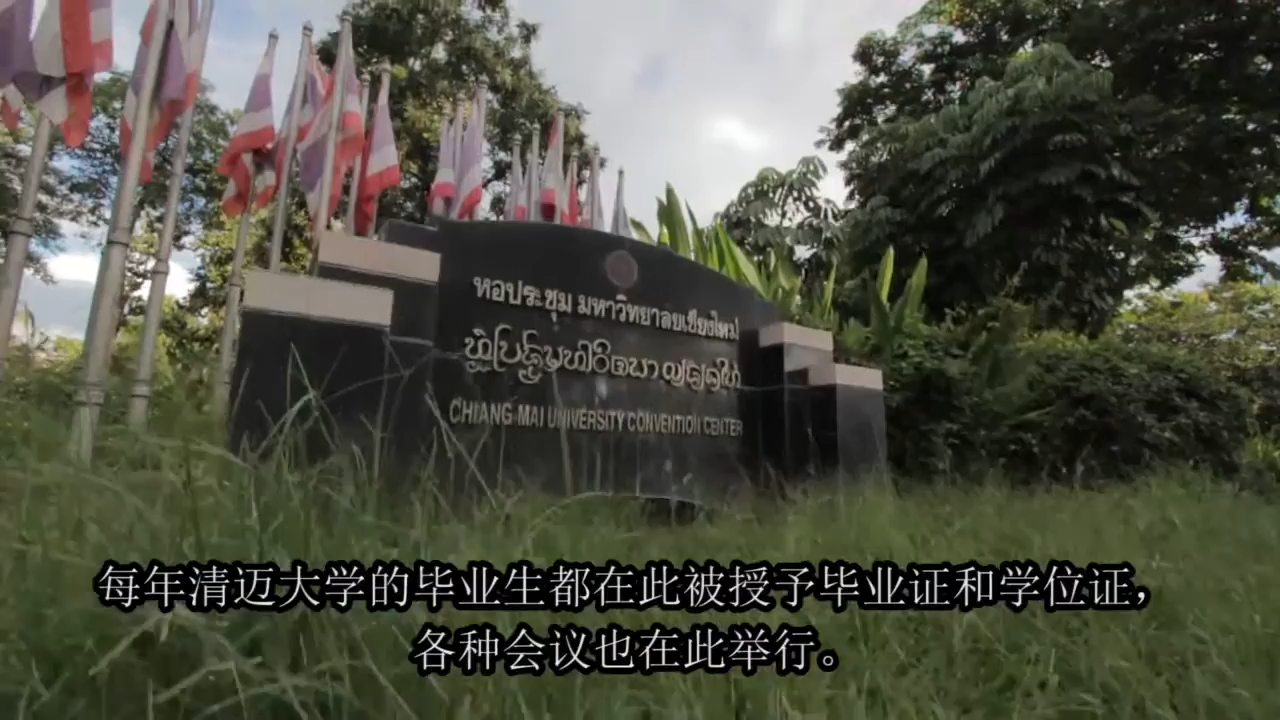 หอประชุม มหาวิทยาลัยเชียงใหม่
CHIANG MAI UNIVERSITY CONVENTION CENTER
每年清迈大学的毕业生都在此被授予毕业证和学位证，
各种会议也在此举行。